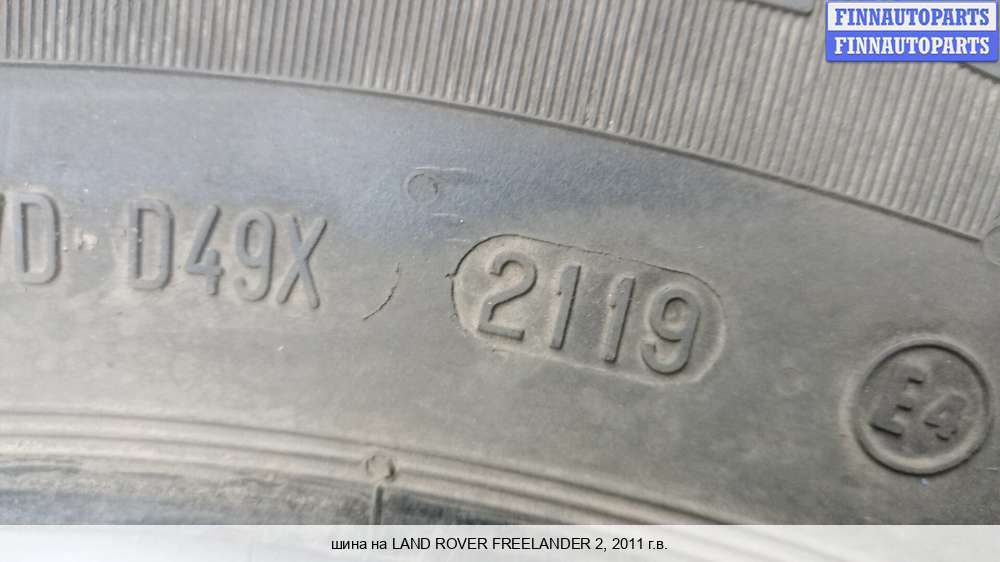 FINNAUTOPARTS
FINNAUTOPARTS
D D49X 2119
E4
шина на LAND ROVER FREELANDER 2, 2011 г.в.